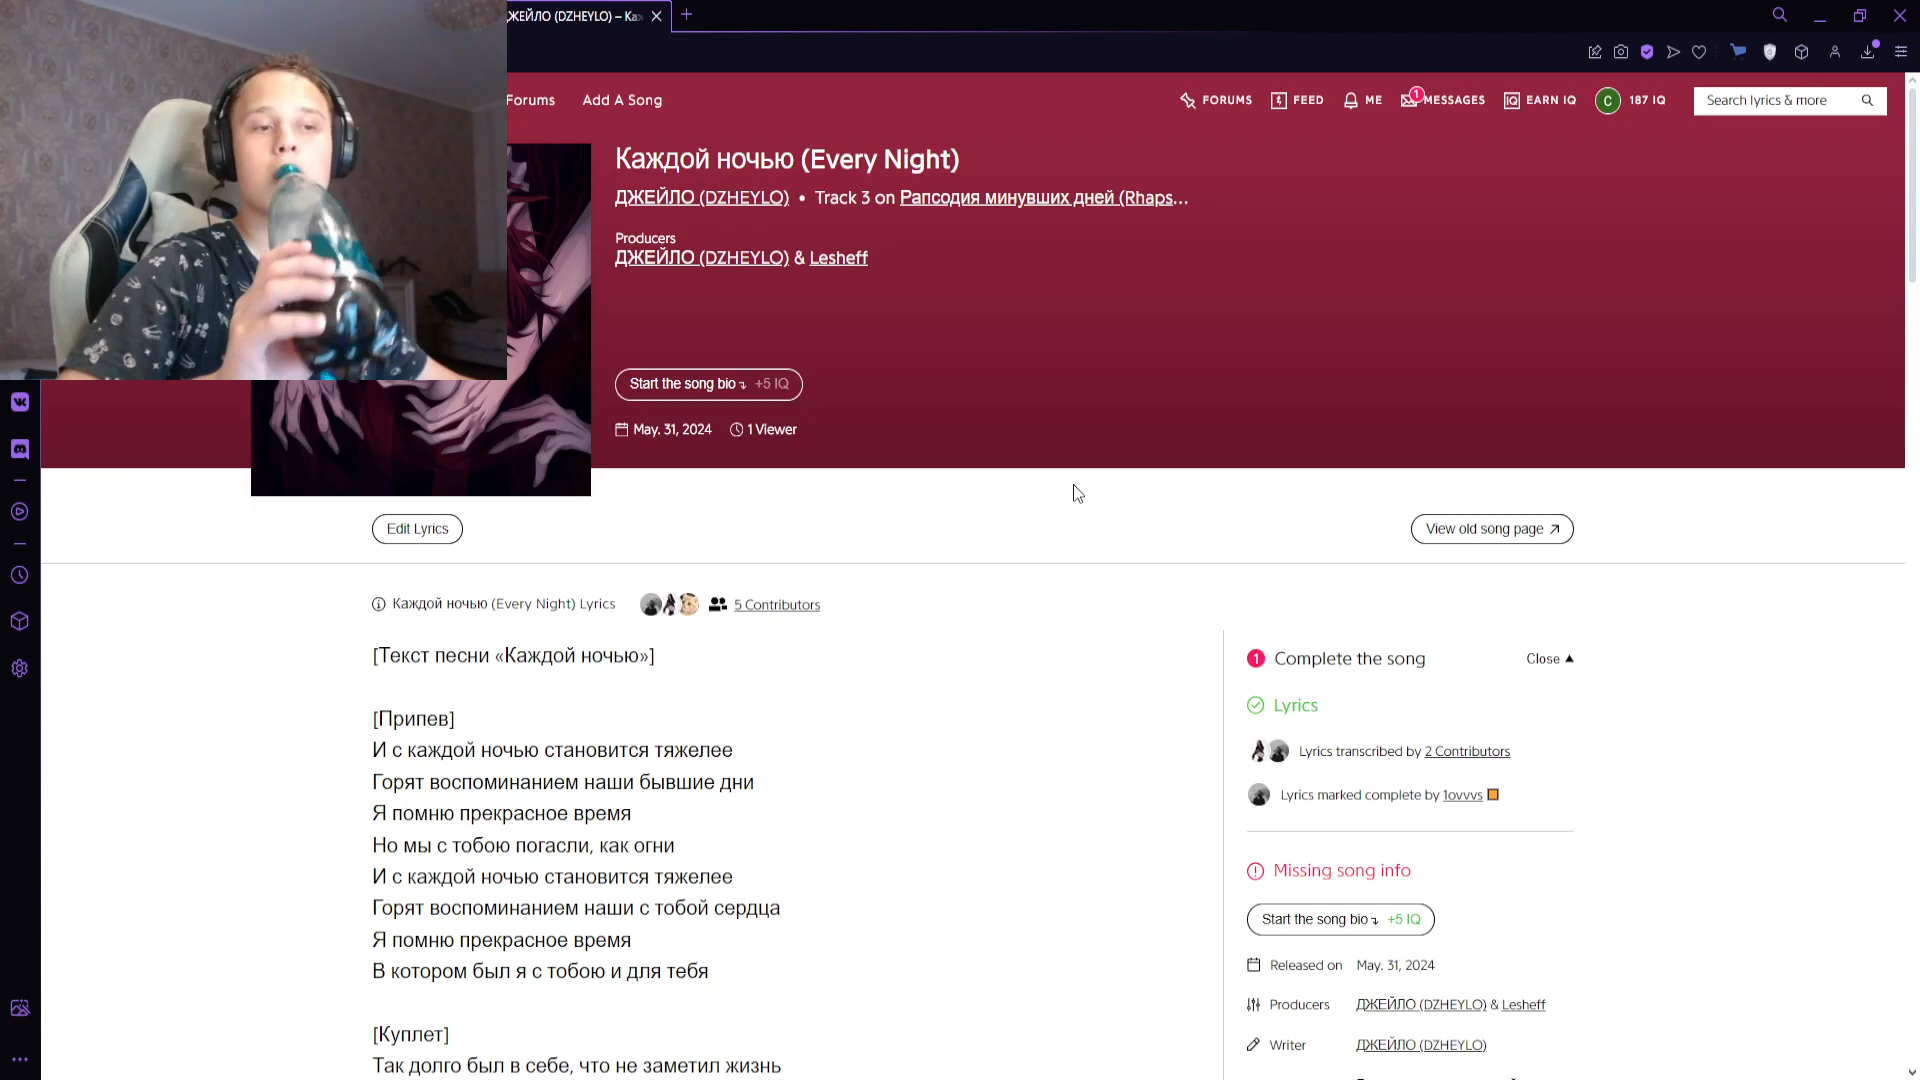 ЖЕЙЛО (DZHEYLO) – Ка
Forums
Add A Song
FORUMS
FEED
ME
1
MESSAGES
EARN IQ
C
187 IQ
Search lyrics & more
Каждой ночью (Every Night)
ДЖЕЙЛО (DZHEYLO) • Track 3 on Рапсодия минувших дней (Rhaps...
Producers
ДЖЕЙЛО (DZHEYLO) & Lesheff
Start the song bio +5 IQ
May. 31, 2024
1 Viewer
Edit Lyrics
View old song page
Каждой ночью (Every Night) Lyrics
5 Contributors
[Текст песни «Каждой ночью»]
[Припев]
И с каждой ночью становится тяжелее
Горят воспоминанием наши бывшие дни
Я помню прекрасное время
Но мы с тобою погасли, как огни
И с каждой ночью становится тяжелее
Горят воспоминанием наши с тобой сердца
Я помню прекрасное время
В котором был я с тобою и для тебя
[Куплет]
Так долго был в себе, что не заметил жизнь
1 Complete the song
Close
Lyrics
Lyrics transcribed by 2 Contributors
Lyrics marked complete by 1ovvvs
Missing song info
Start the song bio +5 IQ
Released on May. 31, 2024
Producers ДЖЕЙЛО (DZHEYLO) & Lesheff
Writer ДЖЕЙЛО (DZHEYLO)